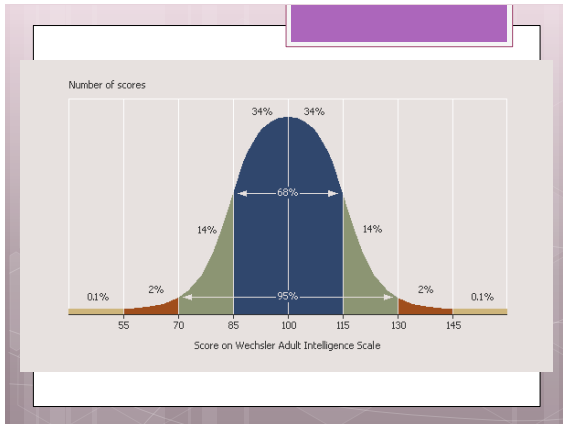 Number of scores
34% 34%
68%
14% 14%
0.1% 2% 95% 2% 0.1%
55 70 85 100 115 130 145
Score on Wechsler Adult Intelligence Scale